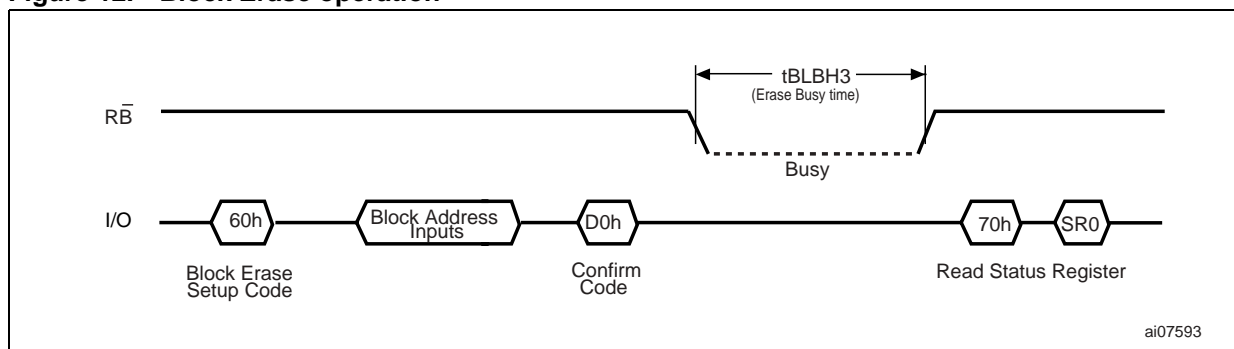 Figure 12. Block Erase operation
tBLBH3
(Erase Busy time)
RB̅
Busy
I/O
60h
Block Address
Inputs
D0h
70h
SR0
Block Erase
Setup Code
Confirm
Code
Read Status Register
ai07593